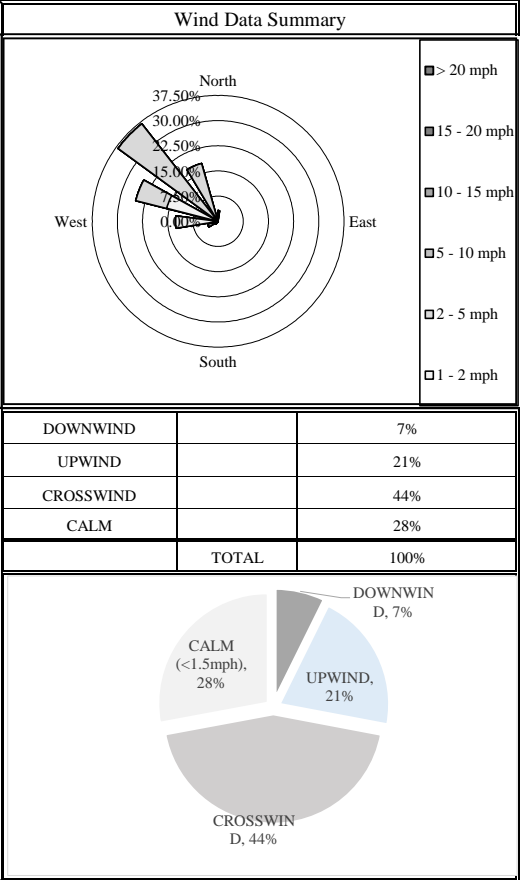 Wind Data Summary
North
37.50%
30.00%
22.50%
15.00%
7.50%
0.00%
West
East
South
> 20 mph
15 - 20 mph
10 - 15 mph
5 - 10 mph
2 - 5 mph
1 - 2 mph
DOWNWIND 7%
UPWIND 21%
CROSSWIND 44%
CALM 28%
TOTAL 100%
DOWNWIN
D, 7%
CALM
(<1.5mph),
28%
UPWIND,
21%
CROSSWIN
D, 44%